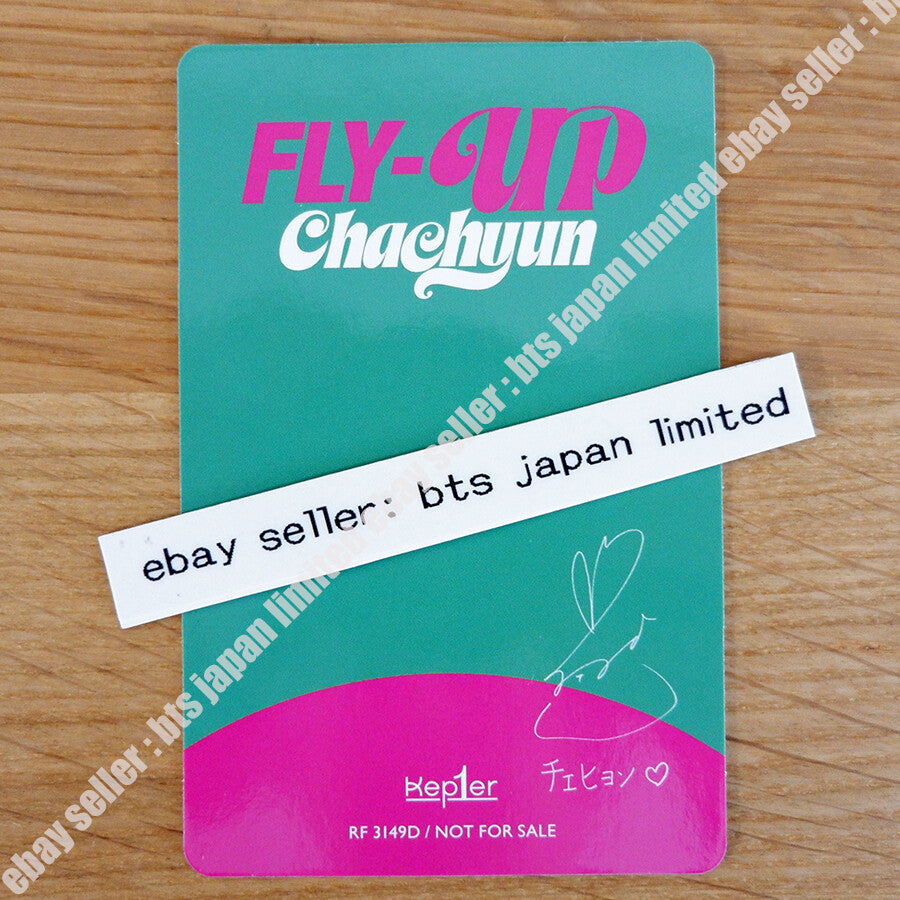 FLY-UP
Chaehyun
ebay seller: bts japan limited
ebay seller : bts japan limited ebay seller : bts japan limited ebay seller :
チェヒョン♡
Kep1er
RF 3149D / NOT FOR SALE